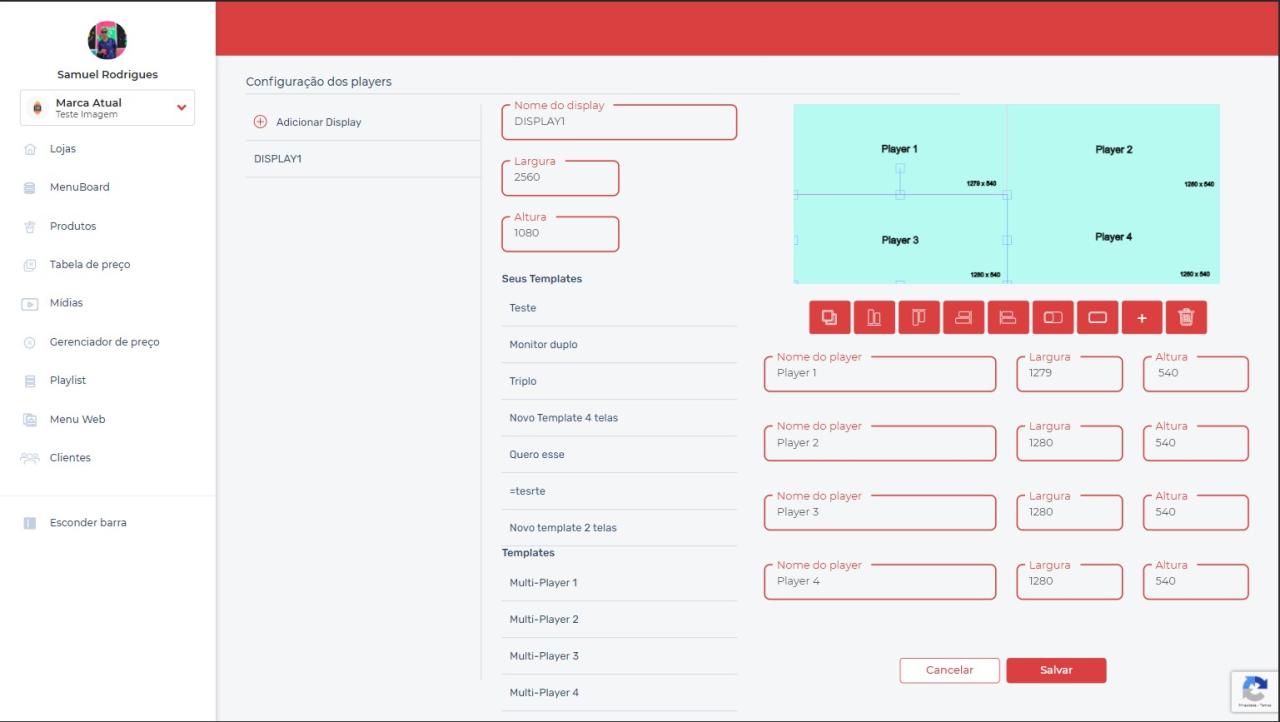 Samuel Rodrigues
Marca Atual
Teste Imagem
Lojas
MenuBoard
Produtos
Tabela de preço
Mídias
Gerenciador de preço
Playlist
Menu Web
Clientes
Esconder barra
Configuração dos players
Adicionar Display
DISPLAY1
Nome do display
DISPLAY1
Largura
2560
Altura
1080
Seus Templates
Teste
Monitor duplo
Triplo
Novo Template 4 telas
Quero esse
=tesrte
Novo template 2 telas
Templates
Multi-Player 1
Multi-Player 2
Multi-Player 3
Multi-Player 4
Player 1
1279 x 540
Player 2
1280 x 540
Player 3
1280 x 540
Player 4
1280 x 540
Nome do player Largura Altura
Player 1 1279 540
Nome do player Largura Altura
Player 2 1280 540
Nome do player Largura Altura
Player 3 1280 540
Nome do player Largura Altura
Player 4 1280 540
Cancelar Salvar
Privacidade - Termos